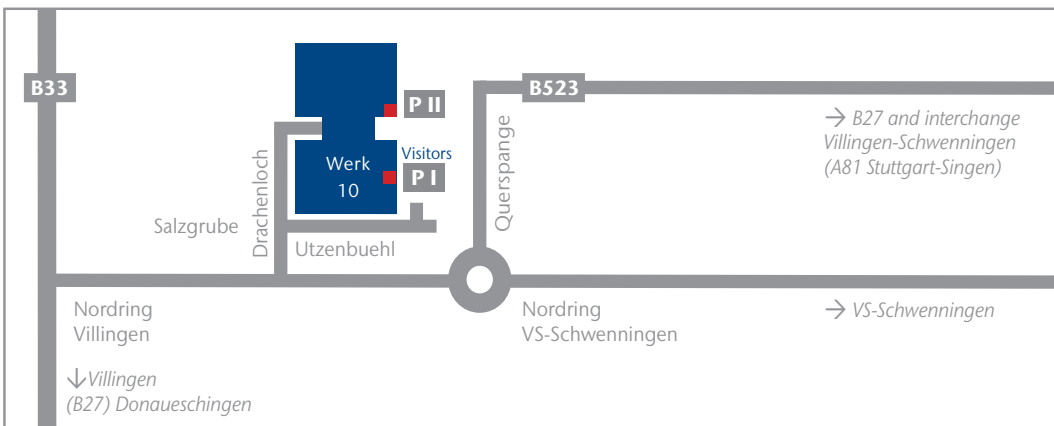 B33
B523
P II
→ B27 and interchange
Villingen-Schwenningen
(A81 Stuttgart-Singen)
Visitors
P I
Werk
10
Querspange
Drachenloch
Salzgrube
Utzenbuehl
Nordring
Villingen
Nordring
VS-Schwenningen
→ VS-Schwenningen
↓Villingen
(B27) Donaueschingen